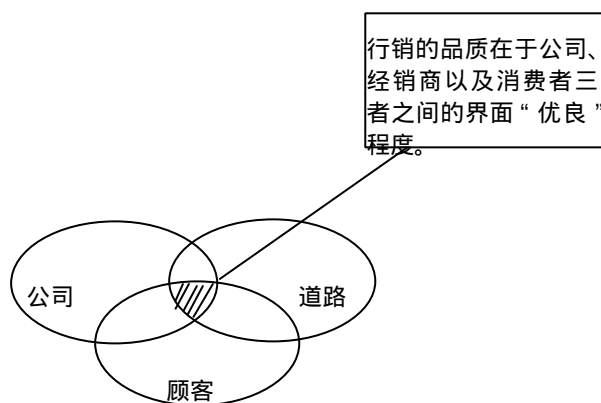 行销的品质在于公司、
经销商以及消费者三
者之间的界面“优良”
程度。
公司
道路
顾客